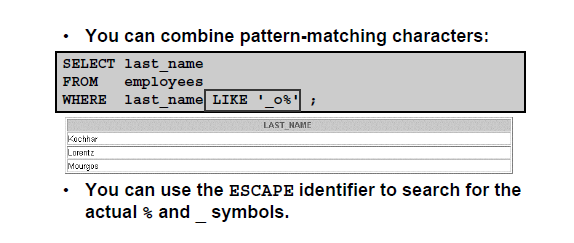 • You can combine pattern-matching characters:
SELECT last_name
FROM employees
WHERE last_name LIKE '_o%' ;
LAST_NAME
Kochhar
Lorentz
Mourgos
• You can use the ESCAPE identifier to search for the
actual % and _ symbols.